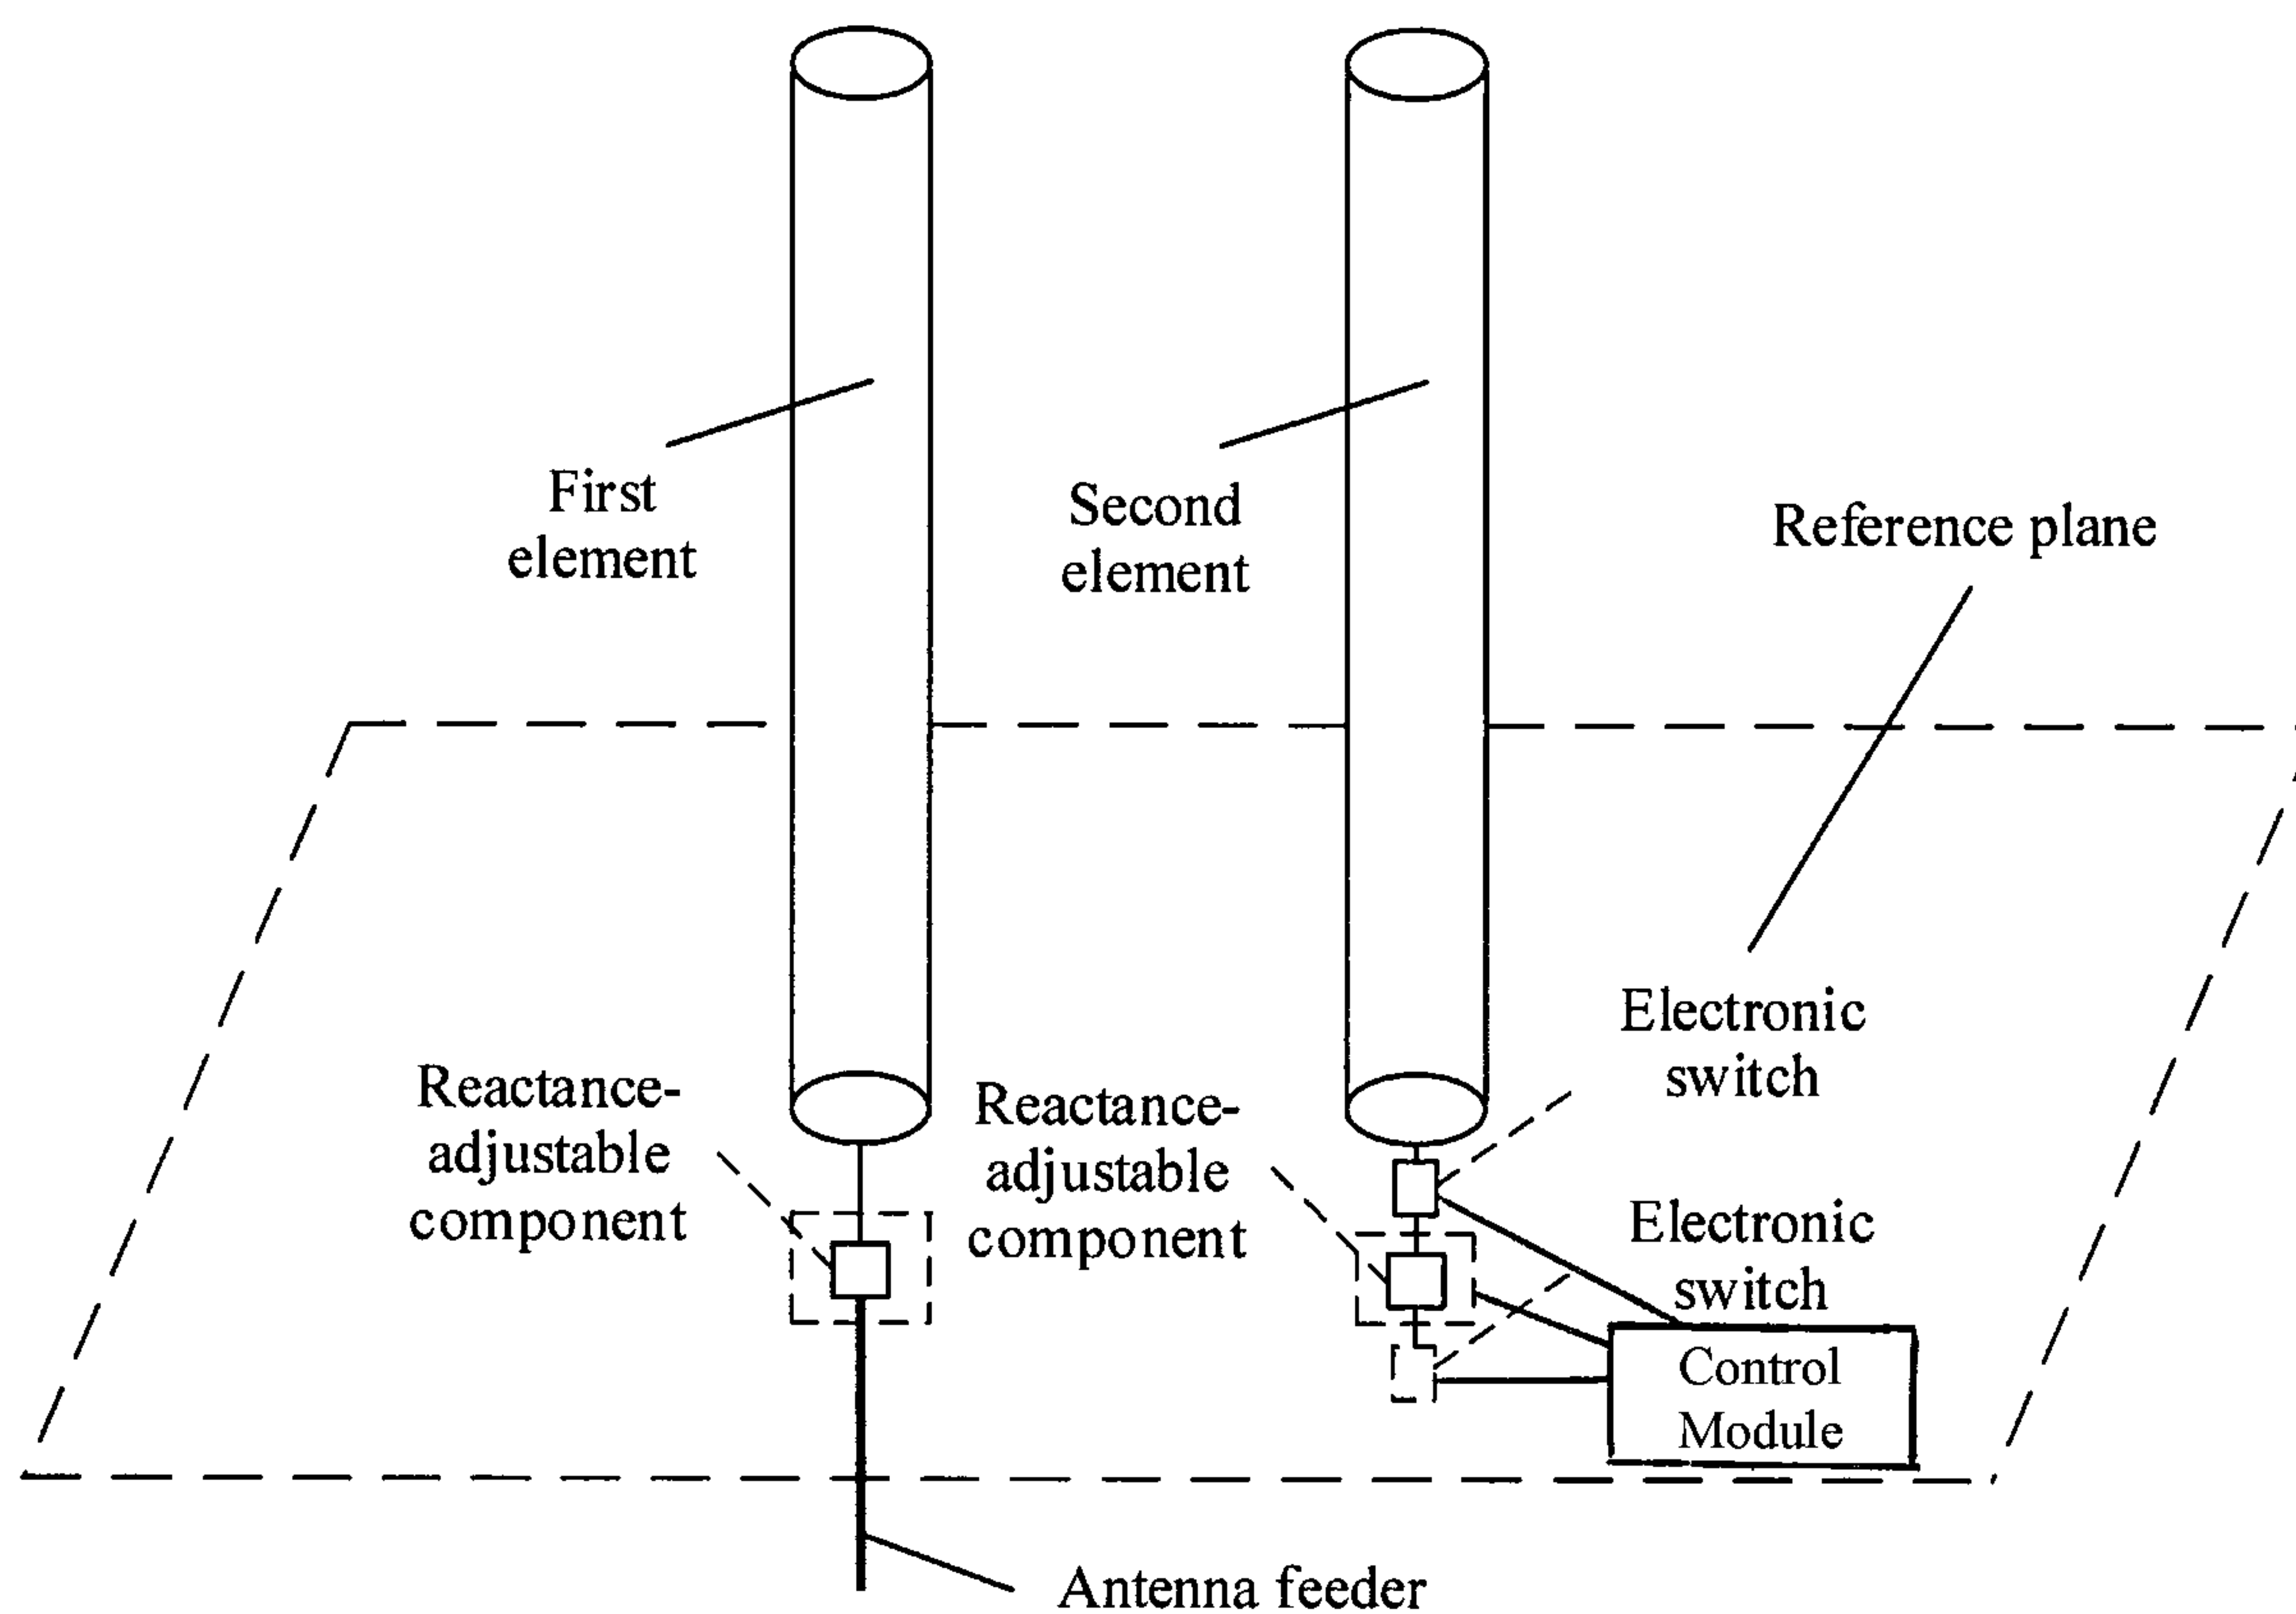 First
element
Second
element
Reference plane
Electronic
switch
Reactance-
adjustable
component
Reactance-
adjustable
component
Electronic
switch
Control
Module
Antenna feeder